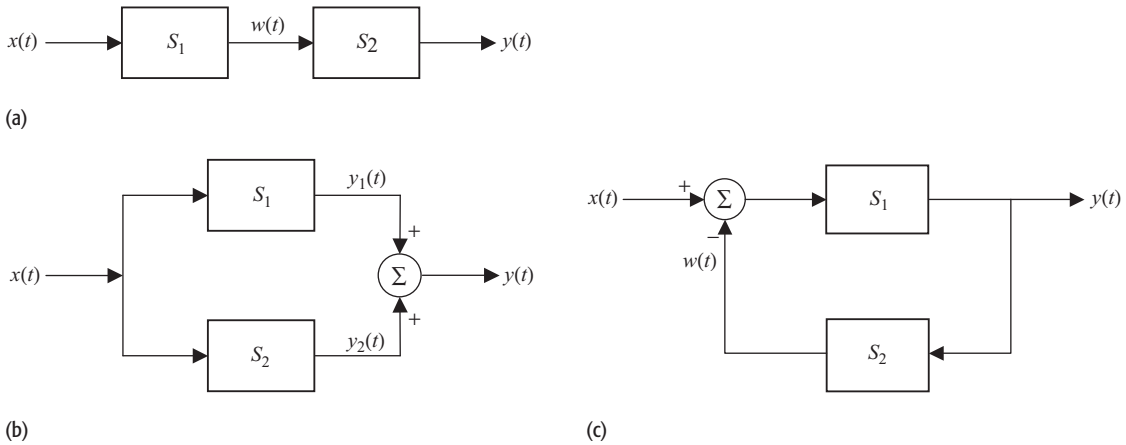 x(t) S1 w(t) S2 y(t)
(a)
S1 y1(t)
+
x(t) Σ y(t)
+
S2 y2(t)
(b)
x(t) + Σ S1 y(t)
−
w(t)
S2
(c)